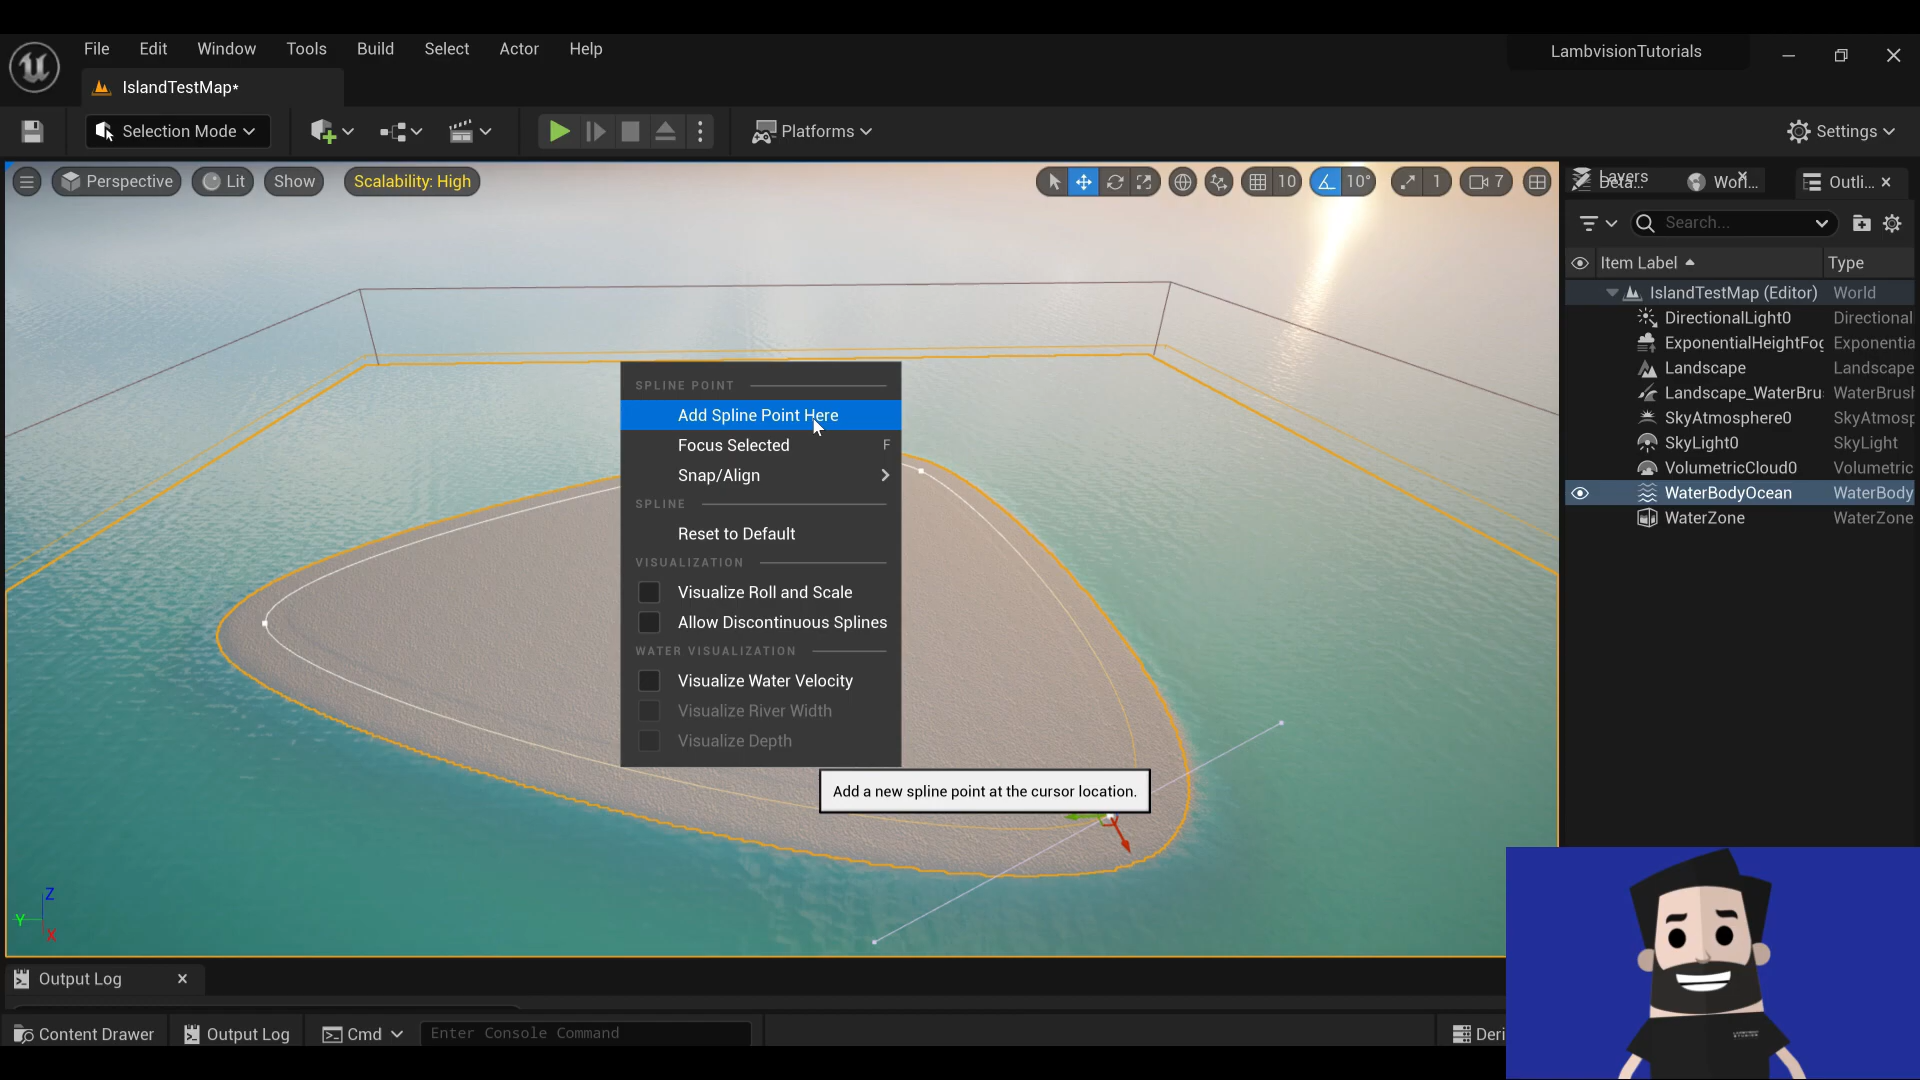 File Edit Window Tools Build Select Actor Help
LambvisionTutorials
IslandTestMap*
Selection Mode
Platforms
Settings
Perspective Lit Show Scalability: High
10 10° 1 7
Layers
Deta... Worl... Outli...
Search...
Item Label Type
IslandTestMap (Editor) World
DirectionalLight0 Directional
ExponentialHeightFog Exponentia
Landscape Landscape
Landscape_WaterBru WaterBrush
SkyAtmosphere0 SkyAtmosp
SkyLight0 SkyLight
VolumetricCloud0 Volumetric
WaterBodyOcean WaterBody
WaterZone WaterZone
SPLINE POINT
Add Spline Point Here
Focus Selected F
Snap/Align
SPLINE
Reset to Default
VISUALIZATION
Visualize Roll and Scale
Allow Discontinuous Splines
WATER VISUALIZATION
Visualize Water Velocity
Visualize River Width
Visualize Depth
Add a new spline point at the cursor location.
Z
Y
X
Output Log
Content Drawer Output Log Cmd Enter Console Command
Deri